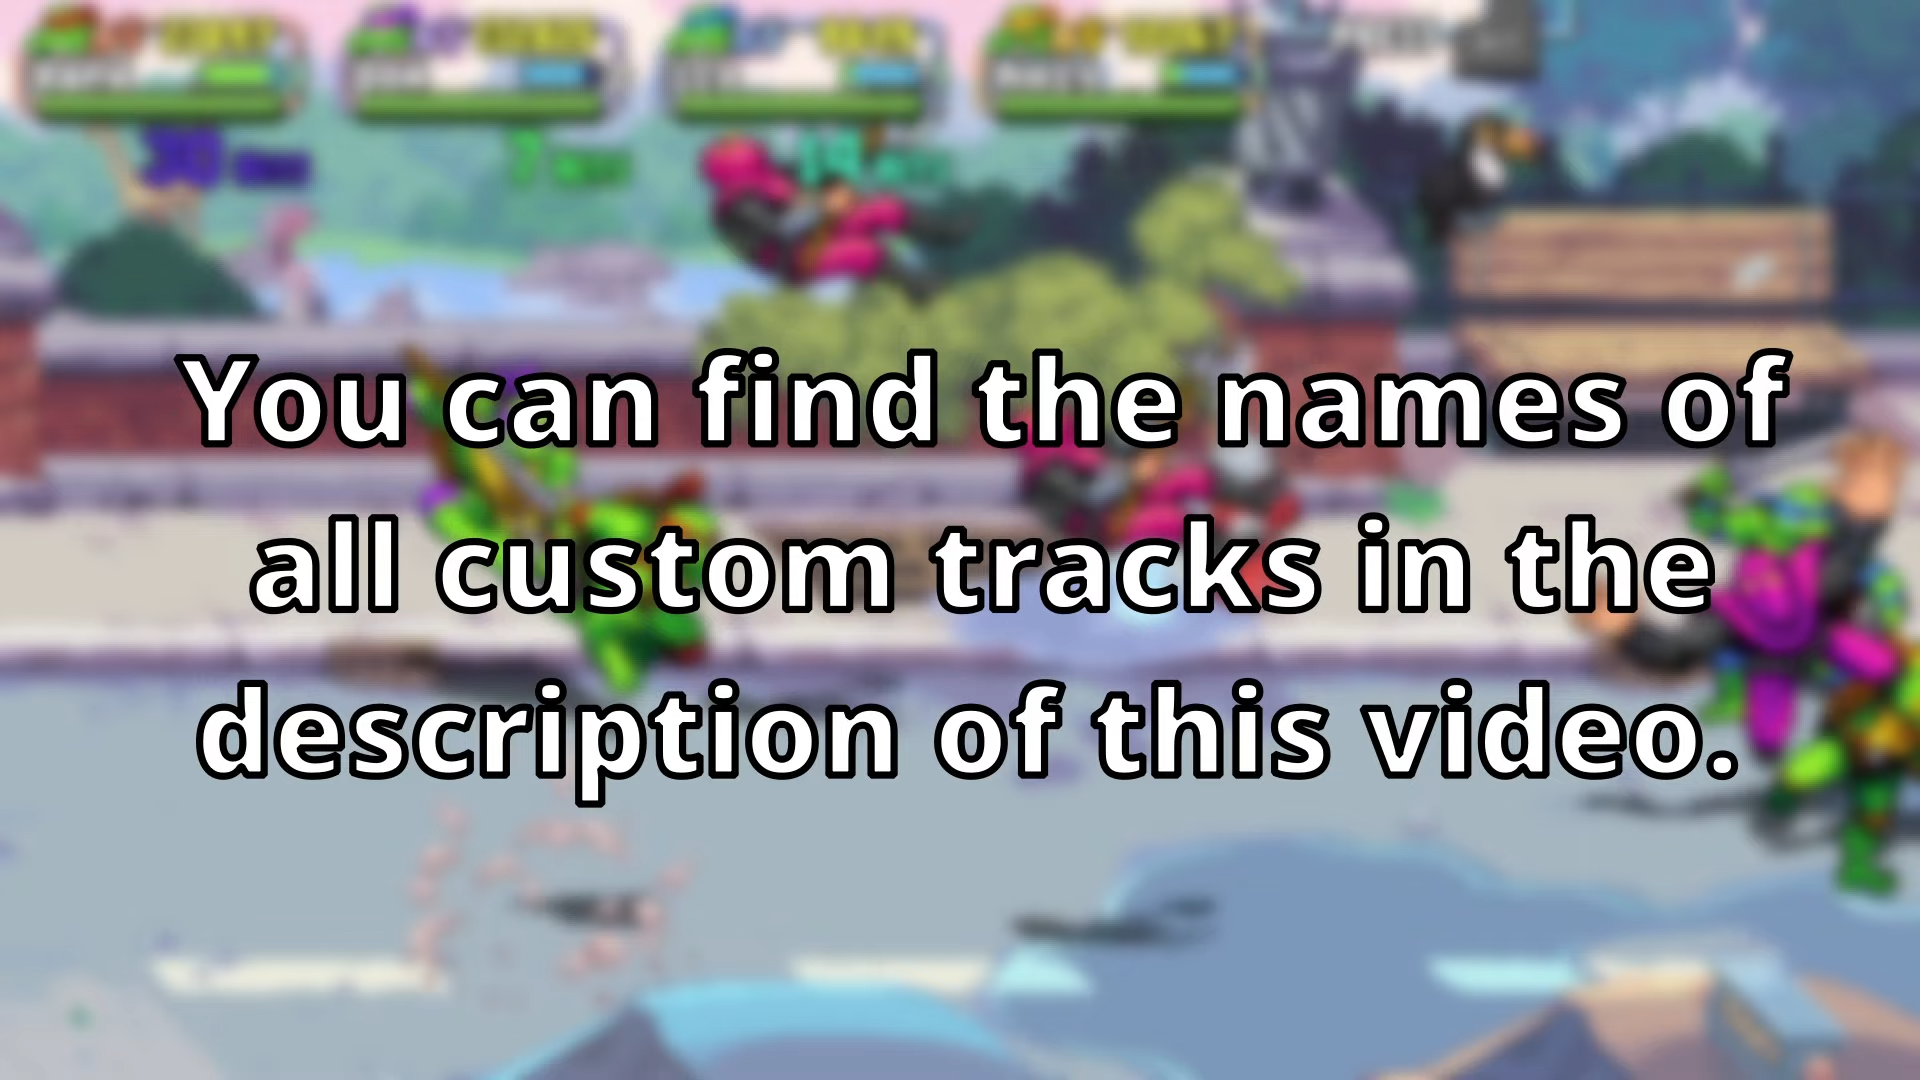 You can find the names of
all custom tracks in the
description of this video.